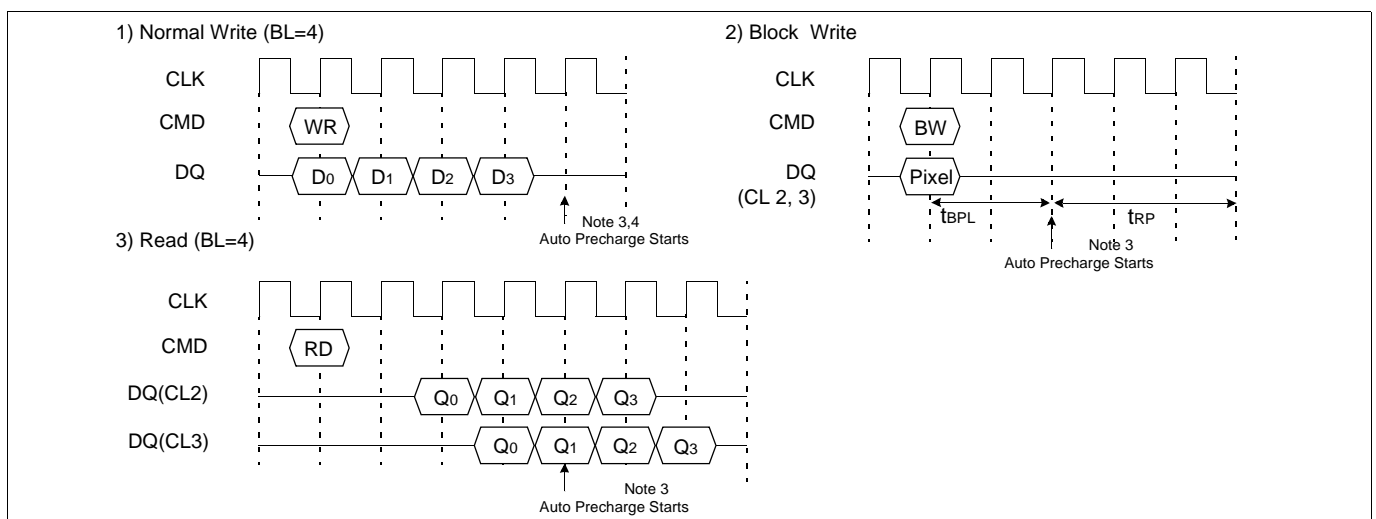 1) Normal Write (BL=4)
CLK
CMD
WR
DQ
D0
D1
D2
D3
Note 3,4
Auto Precharge Starts
2) Block Write
CLK
CMD
BW
DQ
(CL 2, 3)
Pixel
tBPL
tRP
Note 3
Auto Precharge Starts
3) Read (BL=4)
CLK
CMD
RD
DQ(CL2)
Q0
Q1
Q2
Q3
DQ(CL3)
Q0
Q1
Q2
Q3
Note 3
Auto Precharge Starts